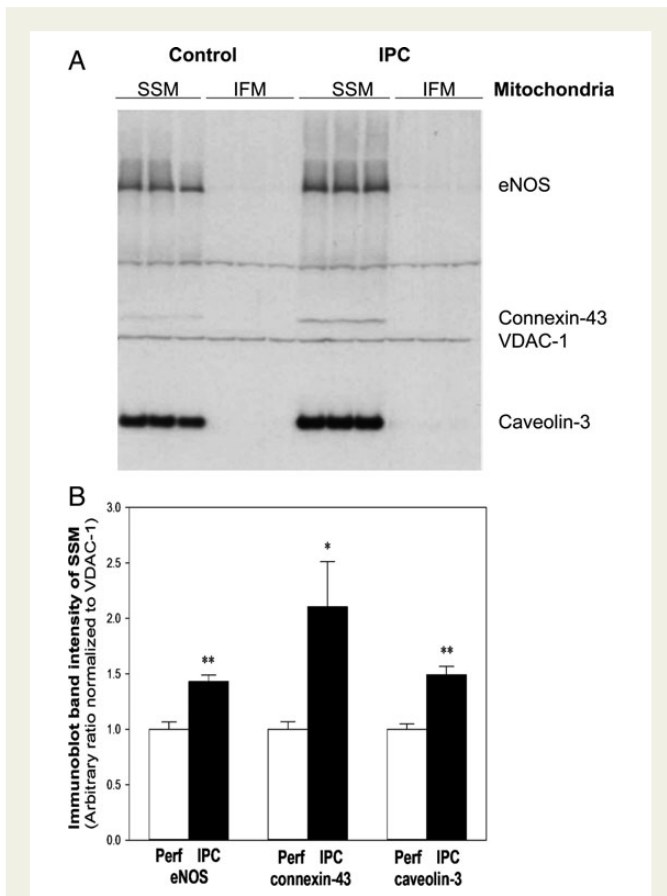 A
Control IPC
SSM IFM SSM IFM Mitochondria
eNOS
Connexin-43
VDAC-1
Caveolin-3
B
Immunoblot band intensity of SSM
(Arbitrary ratio normalized to VDAC-1)
3.0
2.5
2.0
1.5
1.0
0.5
0.0
**
*
**
Perf IPC Perf IPC Perf IPC
eNOS connexin-43 caveolin-3